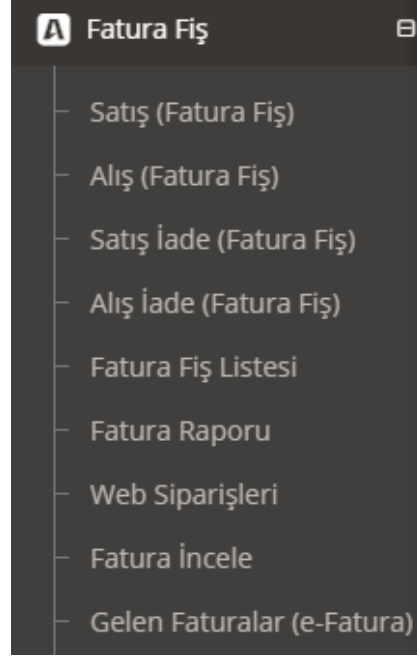 A Fatura Fiş
Satış (Fatura Fiş)
Alış (Fatura Fiş)
Satış İade (Fatura Fiş)
Alış İade (Fatura Fiş)
Fatura Fiş Listesi
Fatura Raporu
Web Siparişleri
Fatura İncele
Gelen Faturalar (e-Fatura)